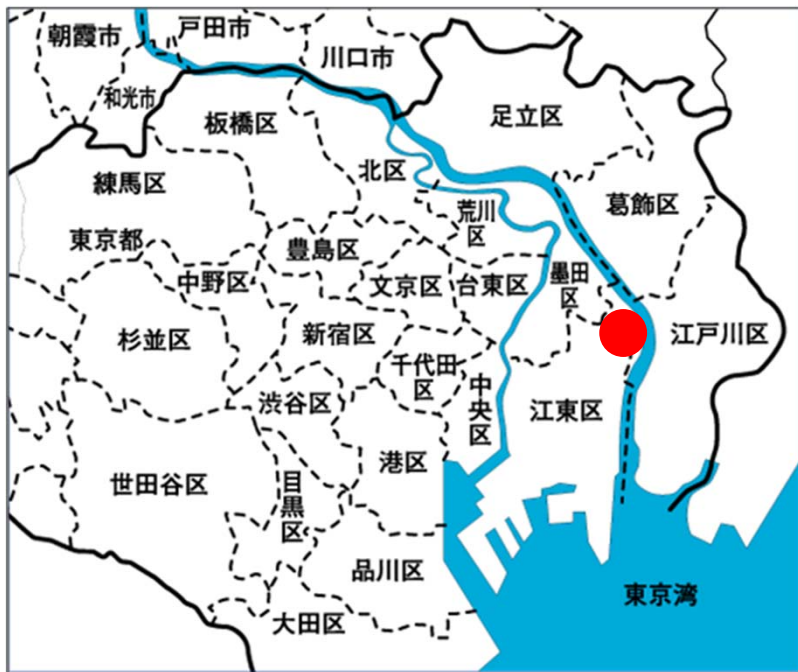 朝霞市
戸田市
川口市
和光市
板橋区
足立区
北区
練馬区
荒川
区
葛飾区
東京都
豊島区
中野区
文京区
台東区
墨田
区
杉並区
新宿区
江戸川区
千代田
区
渋谷区
中
央
区
江東区
港区
世田谷区
目
黒
区
品川区
東京湾
大田区